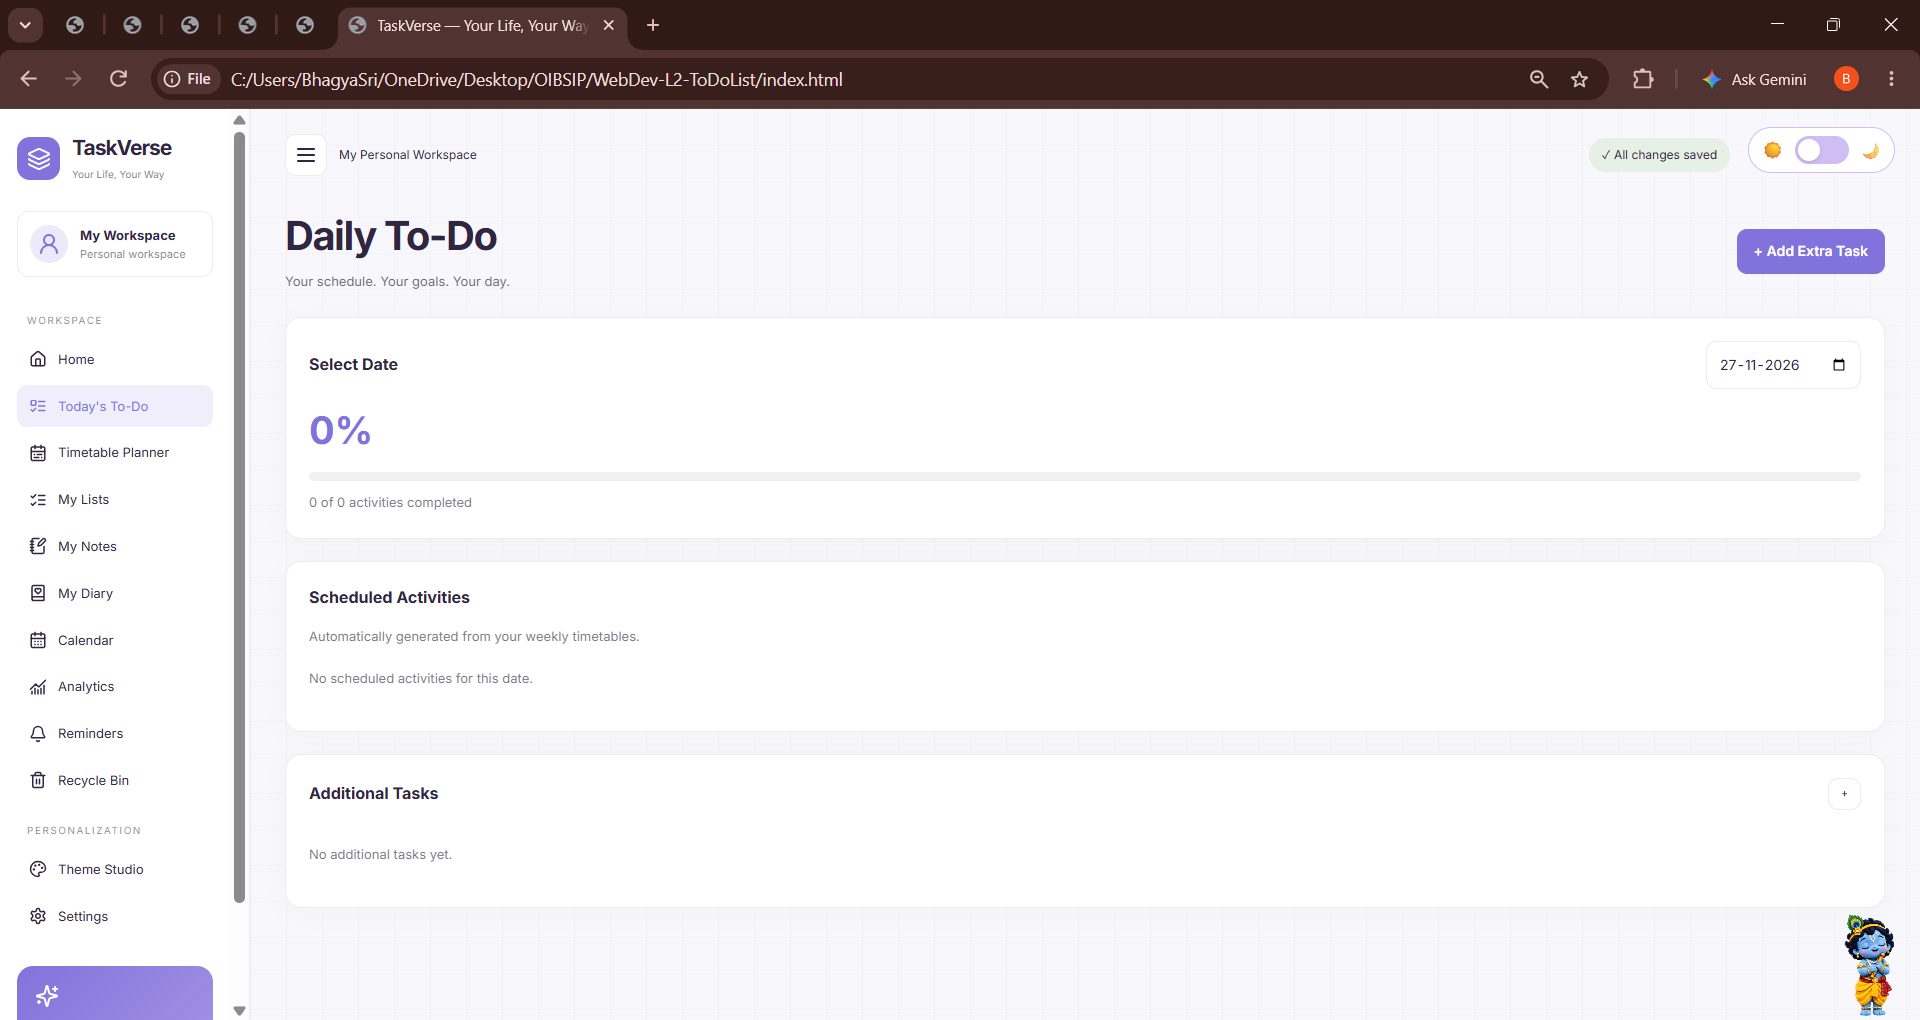 TaskVerse — Your Life, Your Way
File
C:/Users/BhagyaSri/OneDrive/Desktop/OIBSIP/WebDev-L2-ToDoList/index.html
Ask Gemini
B
TaskVerse
Your Life, Your Way
My Workspace
Personal workspace
WORKSPACE
Home
Today's To-Do
Timetable Planner
My Lists
My Notes
My Diary
Calendar
Analytics
Reminders
Recycle Bin
PERSONALIZATION
Theme Studio
Settings
My Personal Workspace
✓ All changes saved
Daily To-Do
Your schedule. Your goals. Your day.
+ Add Extra Task
Select Date
27-11-2026
0%
0 of 0 activities completed
Scheduled Activities
Automatically generated from your weekly timetables.
No scheduled activities for this date.
Additional Tasks
+
No additional tasks yet.